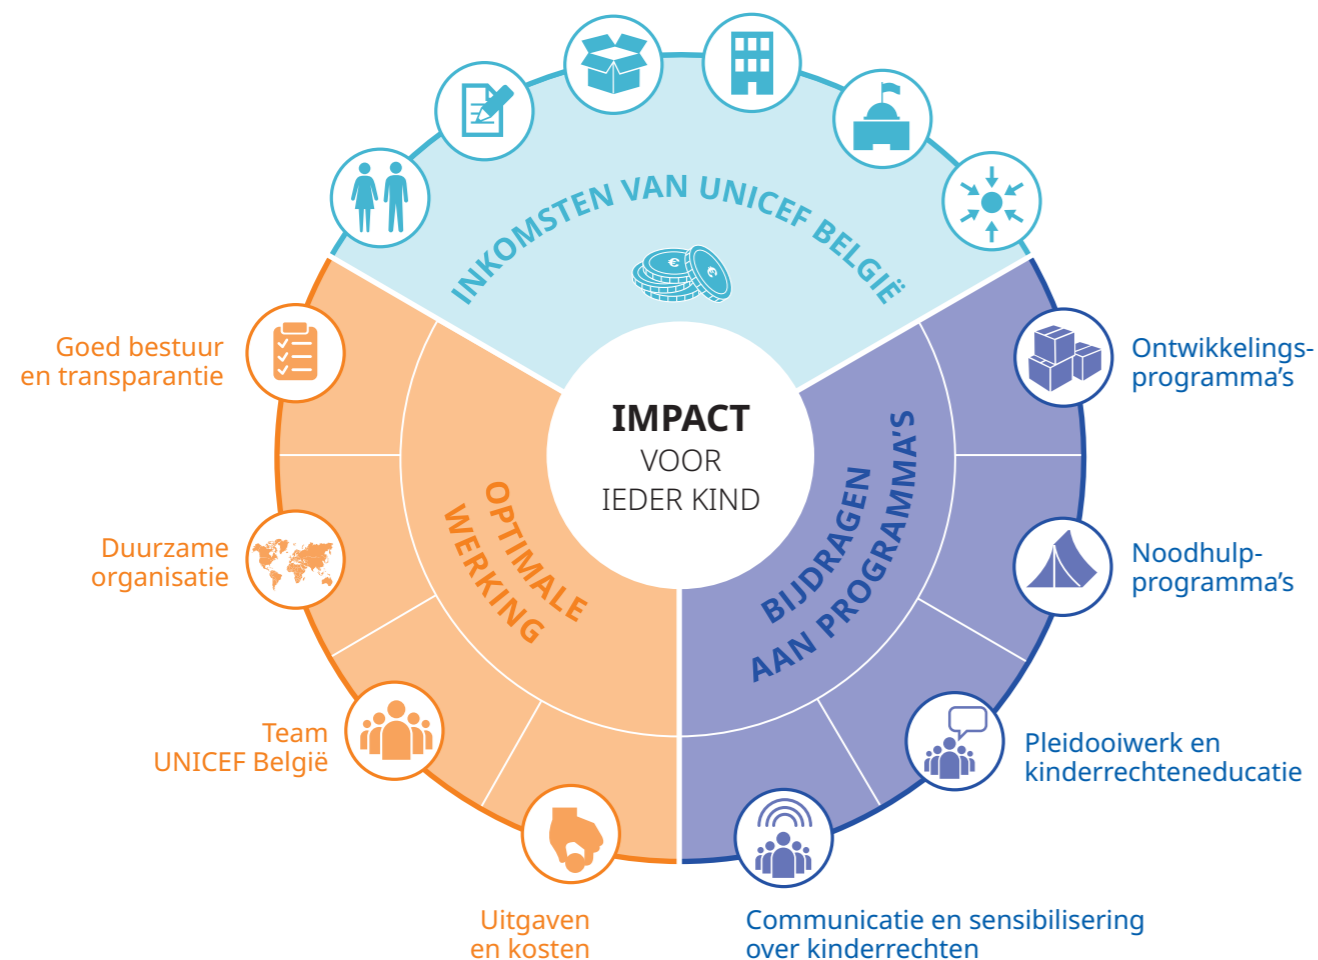 INKOMSTEN VAN UNICEF BELGIË
€
€
IMPACT
VOOR
IEDER KIND
OPTIMALE
WERKING
BIJDRAGEN
AAN PROGRAMMA'S
Goed bestuur
en transparantie
Duurzame
organisatie
Team
UNICEF België
Uitgaven
en kosten
Ontwikkelings-
programma’s
Noodhulp-
programma’s
Pleidooiwerk en
kinderrechteneducatie
Communicatie en sensibilisering
over kinderrechten